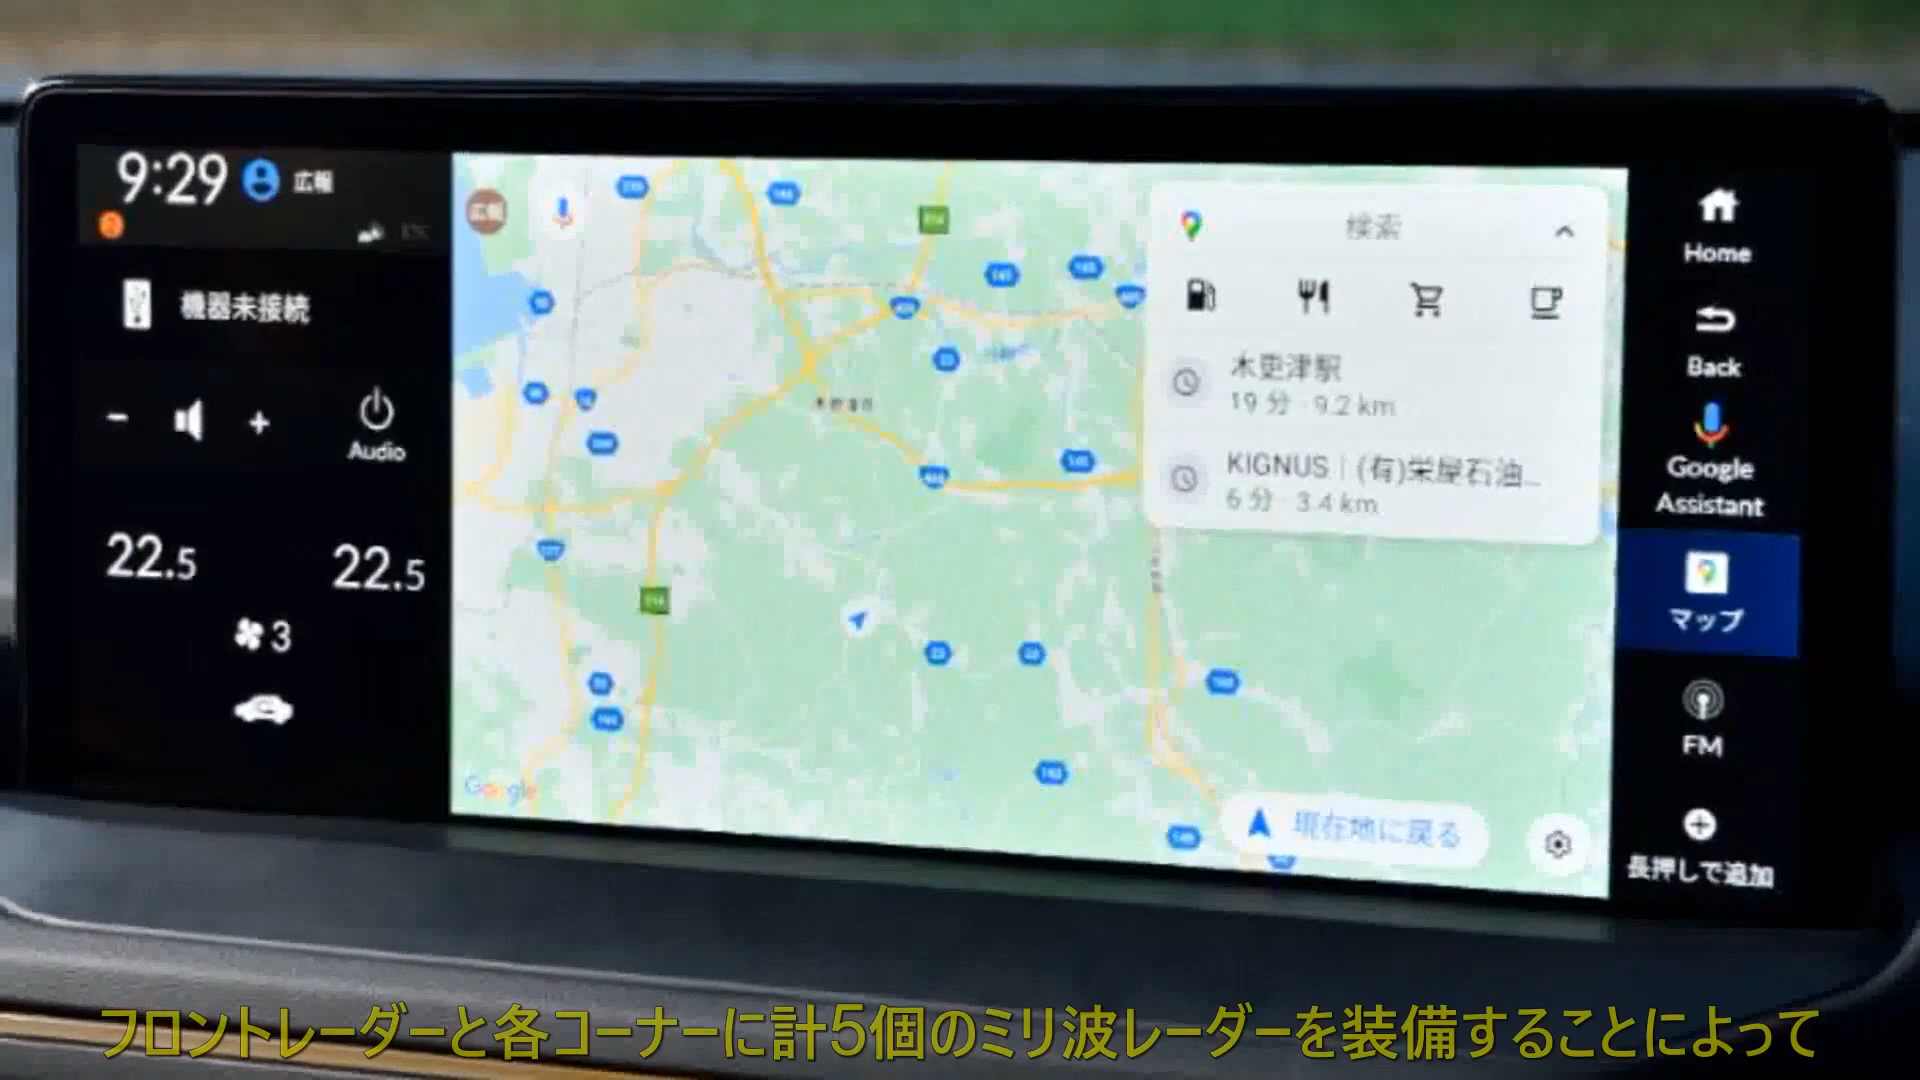 9:29
広報
機器未接続
Audio
22.5
22.5
3
広報
検索
木更津駅
19 分 · 9.2 km
KIGNUS | (有)栄屋石油...
6 分 · 3.4 km
Google
現在地に戻る
Home
Back
Google
Assistant
マップ
FM
長押しで追加
フロントレーダーと各コーナーに計5個のミリ波レーダーを装備することによって